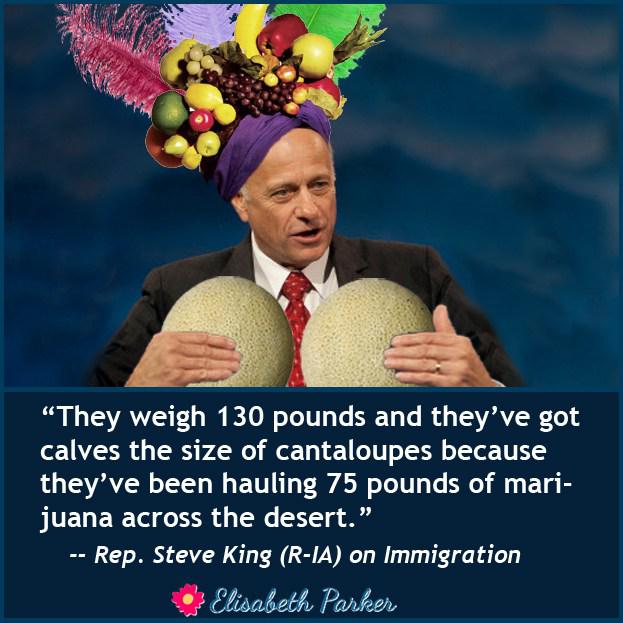 “They weigh 130 pounds and they’ve got
calves the size of cantaloupes because
they’ve been hauling 75 pounds of mari-
juana across the desert.”
-- Rep. Steve King (R-IA) on Immigration
Elisabeth Parker